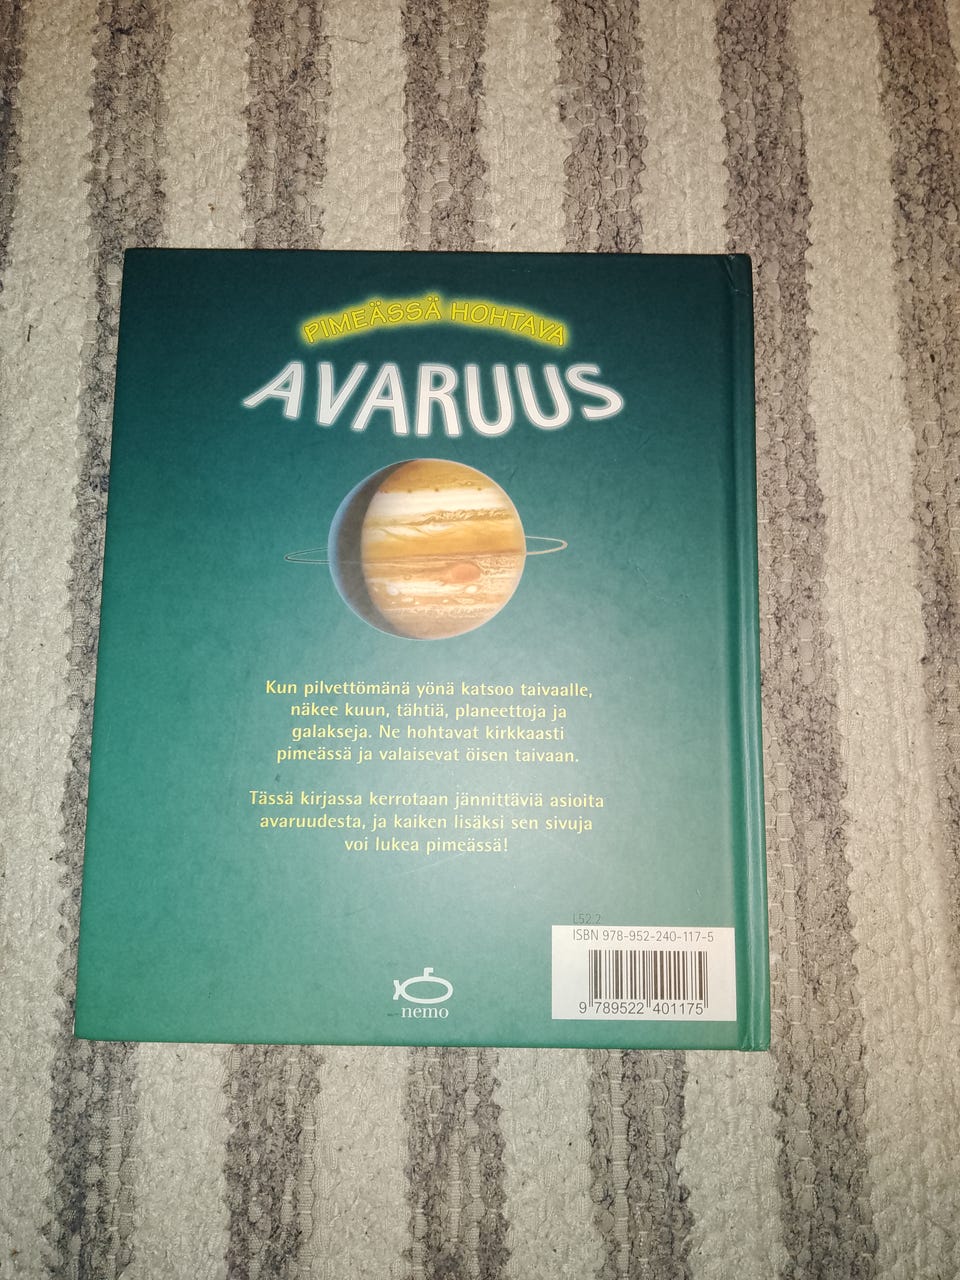 PIMEÄSSÄ HOHTAVA
AVARUUS
Kun pilvettömänä yönä katsoo taivaalle,
näkee kuun, tähtiä, planeettoja ja
galakseja. Ne hohtavat kirkkaasti
pimeässä ja valaisevat öisen taivaan.
Tässä kirjassa kerrotaan jännittäviä asioita
avaruudesta, ja kaiken lisäksi sen sivuja
voi lukea pimeässä!
L52.2
ISBN 978-952-240-117-5
9 789522 401175
nemo